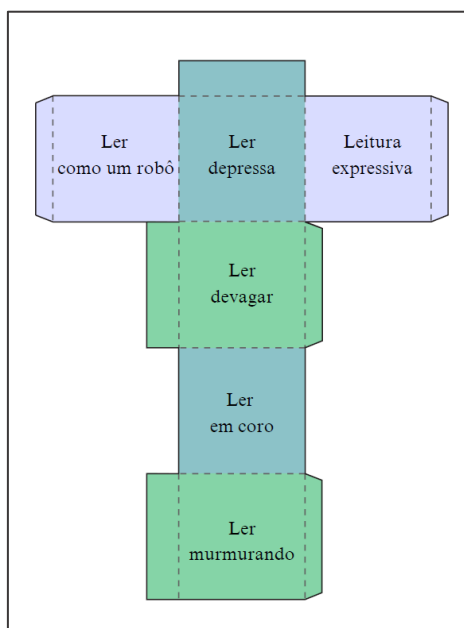 Ler
como um robô
Ler
depressa
Leitura
expressiva
Ler
devagar
Ler
em coro
Ler
murmurando